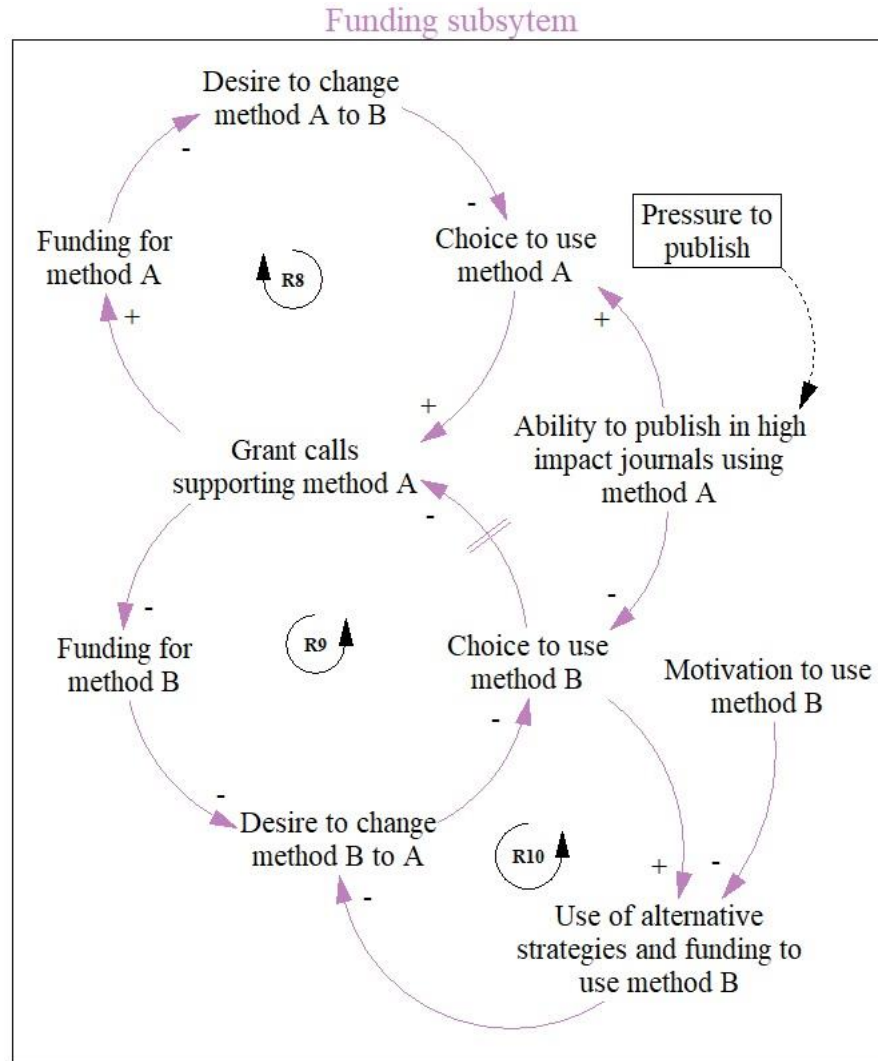 Funding subsytem
Desire to change
method A to B
-
-
Funding for
method A
R8
Choice to use
method A
Pressure to
publish
+
+
+
Grant calls
supporting method A
Ability to publish in high
impact journals using
method A
-
-
-
Funding for
method B
R9
Choice to use
method B
Motivation to use
method B
-
-
Desire to change
method B to A
R10
-
+
-
Use of alternative
strategies and funding to
use method B